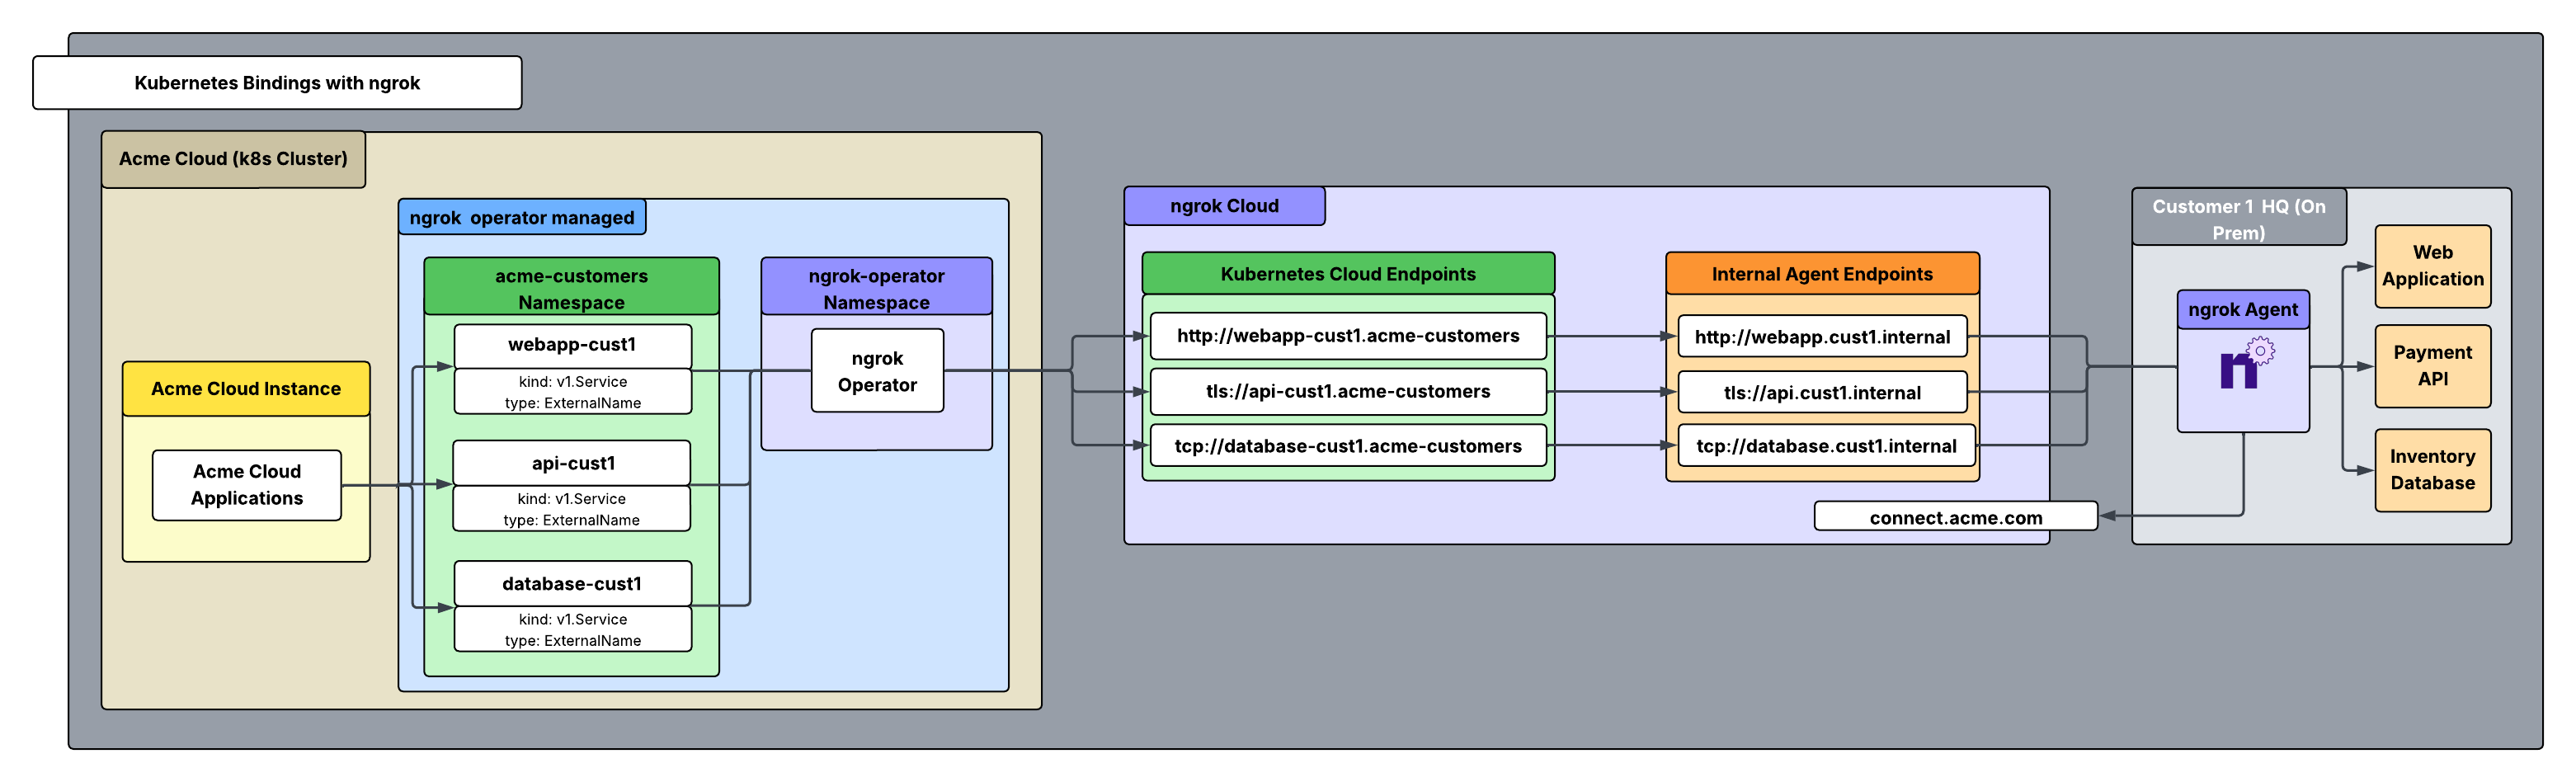 Kubernetes Bindings with ngrok
Acme Cloud (k8s Cluster)
Acme Cloud Instance
Acme Cloud
Applications
ngrok operator managed
acme-customers
Namespace
webapp-cust1
kind: v1.Service
type: ExternalName
api-cust1
kind: v1.Service
type: ExternalName
database-cust1
kind: v1.Service
type: ExternalName
ngrok-operator
Namespace
ngrok
Operator
ngrok Cloud
Kubernetes Cloud Endpoints
http://webapp-cust1.acme-customers
tls://api-cust1.acme-customers
tcp://database-cust1.acme-customers
Internal Agent Endpoints
http://webapp.cust1.internal
tls://api.cust1.internal
tcp://database.cust1.internal
connect.acme.com
Customer 1 HQ (On
Prem)
ngrok Agent
n
Web
Application
Payment
API
Inventory
Database